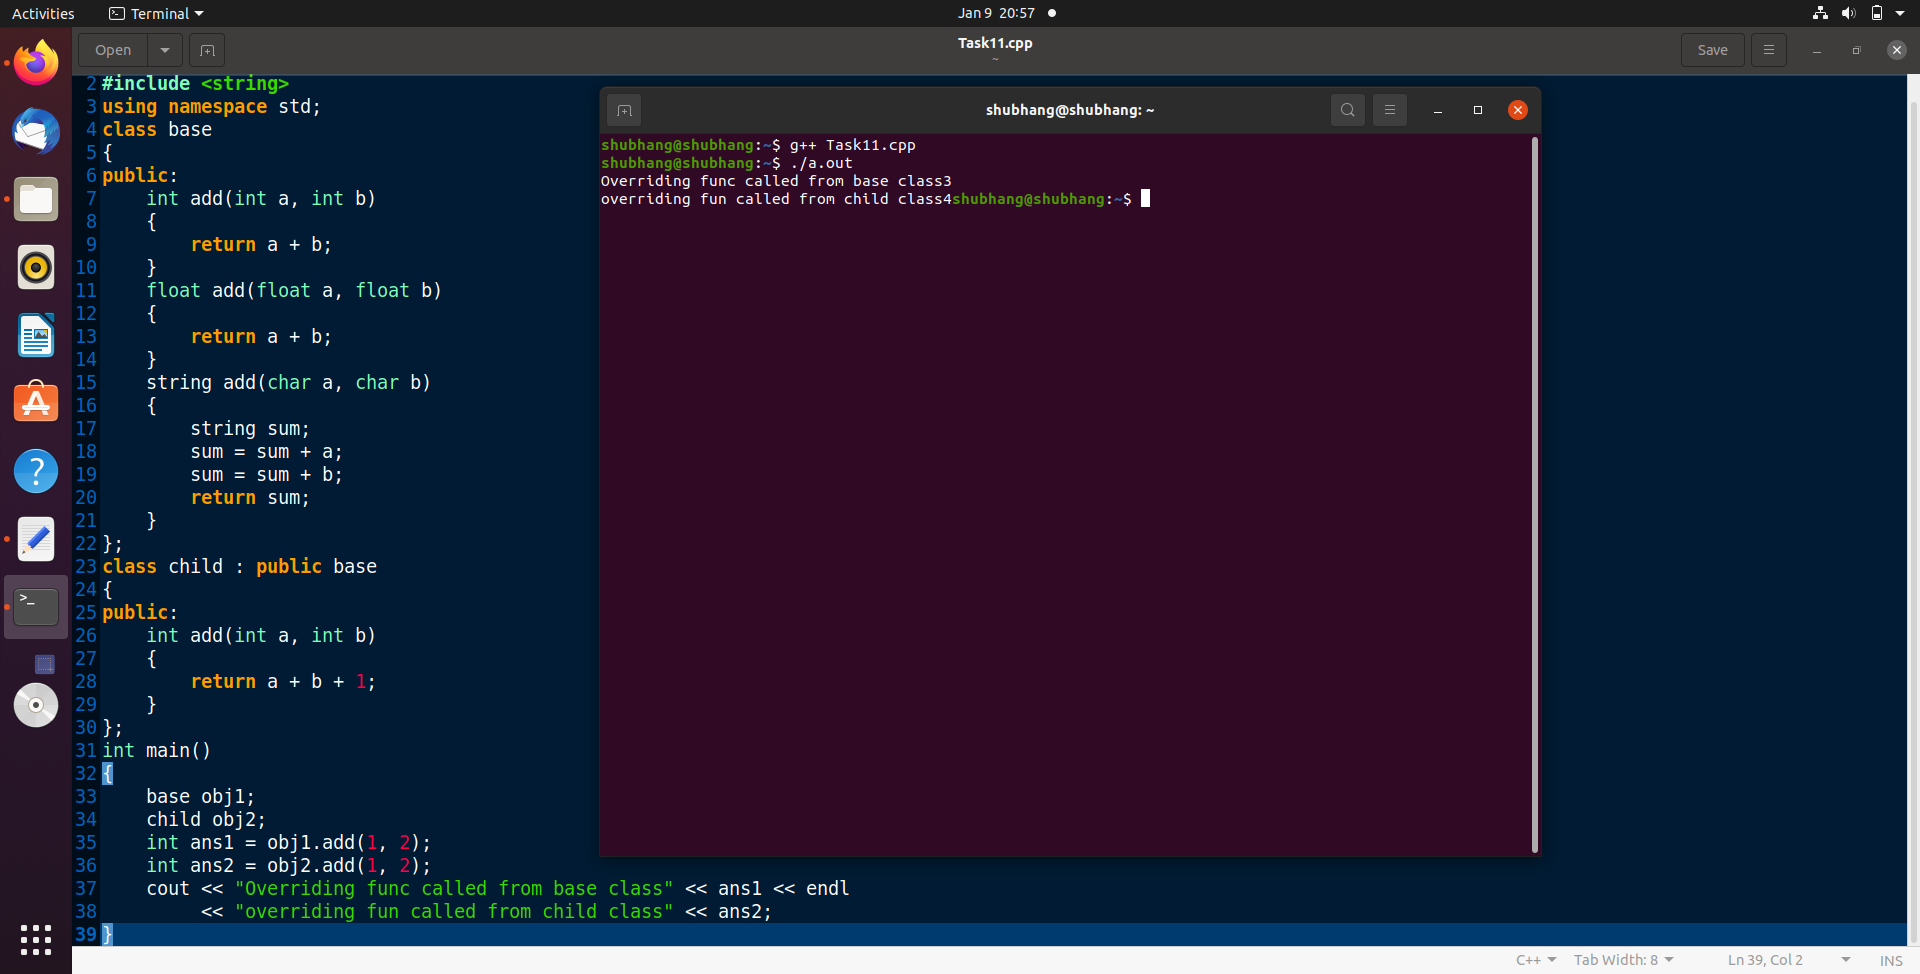 Activities
Terminal
Jan 9 20:57
Open
Task11.cpp
~
Save
2 #include <string>
3 using namespace std;
4 class base
5 {
6 public:
7     int add(int a, int b)
8     {
9         return a + b;
10     }
11     float add(float a, float b)
12     {
13         return a + b;
14     }
15     string add(char a, char b)
16     {
17         string sum;
18         sum = sum + a;
19         sum = sum + b;
20         return sum;
21     }
22 };
23 class child : public base
24 {
25 public:
26     int add(int a, int b)
27     {
28         return a + b + 1;
29     }
30 };
31 int main()
32 {
33     base obj1;
34     child obj2;
35     int ans1 = obj1.add(1, 2);
36     int ans2 = obj2.add(1, 2);
37     cout << "Overriding func called from base class" << ans1 << endl
38          << "overriding fun called from child class" << ans2;
39 }
shubhang@shubhang: ~
shubhang@shubhang:~$ g++ Task11.cpp
shubhang@shubhang:~$ ./a.out
Overriding func called from base class3
overriding fun called from child class4shubhang@shubhang:~$
C++
Tab Width: 8
Ln 39, Col 2
INS